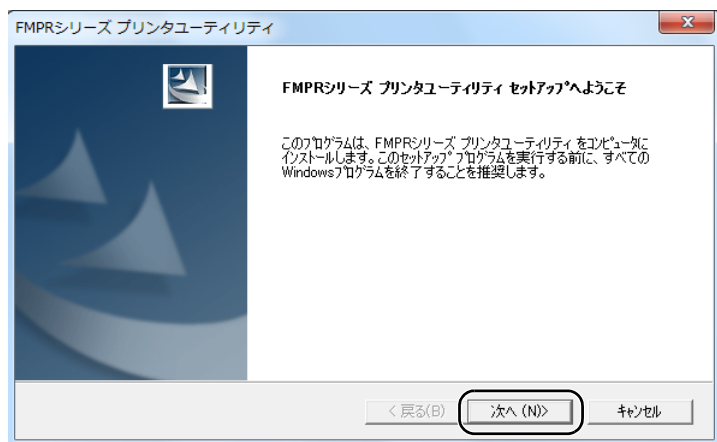 FMPRシリーズ プリンタユーティリティ
FMPRシリーズ プリンタユーティリティ ｾｯﾄｱｯﾌﾟへようこそ
このﾌﾟﾛｸﾞﾗﾑは、FMPRシリーズ プリンタユーティリティ をｺﾝﾋﾟｭｰﾀに
ｲﾝｽﾄｰﾙします。このｾｯﾄｱｯﾌﾟ ﾌﾟﾛｸﾞﾗﾑを実行する前に、すべての
Windowsﾌﾟﾛｸﾞﾗﾑを終了することを推奨します。
< 戻る(B)
次へ (N)>
ｷｬﾝｾﾙ